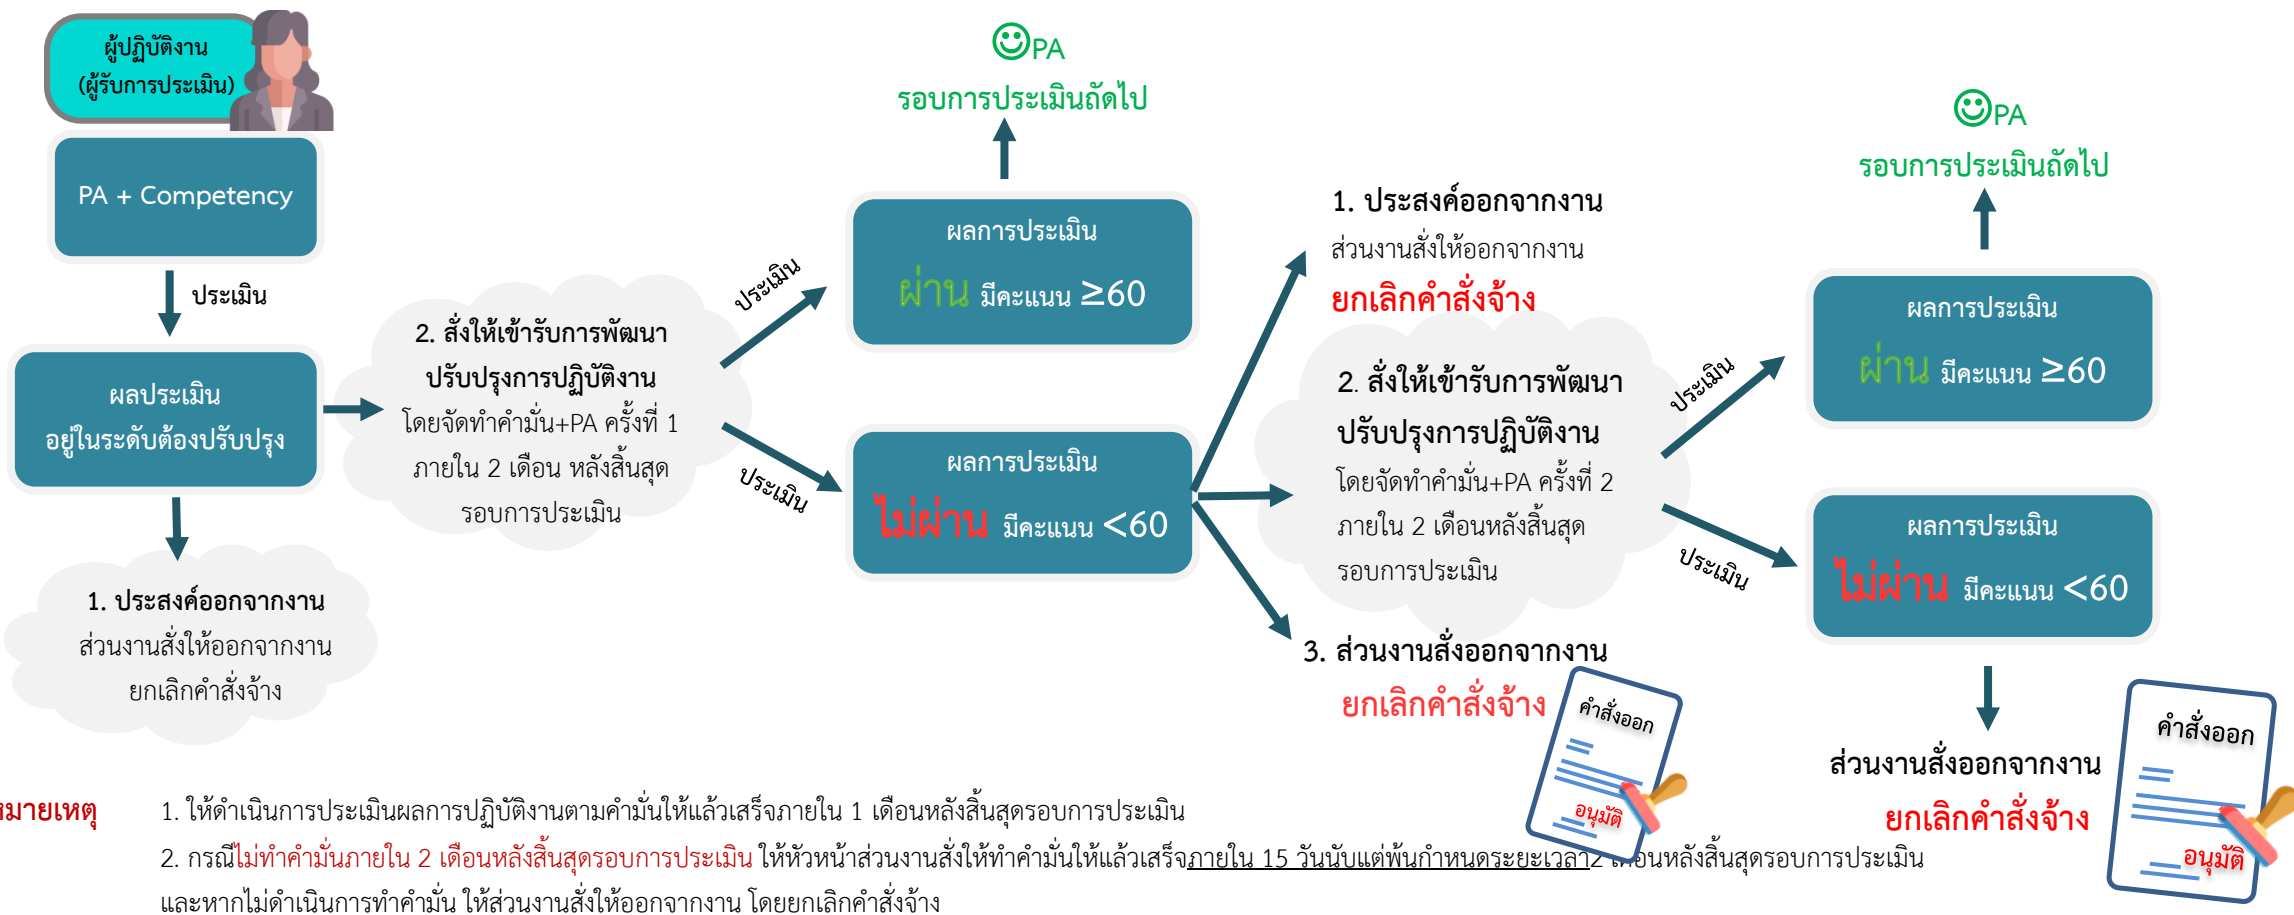 ผู้ปฏิบัติงาน
(ผู้รับการประเมิน)
PA + Competency
ประเมิน
ผลประเมิน
อยู่ในระดับต้องปรับปรุง
1. ประสงค์ออกจากงาน
ส่วนงานสั่งให้ออกจากงาน
ยกเลิกคำสั่งจ้าง
2. สั่งให้เข้ารับการพัฒนา
ปรับปรุงการปฏิบัติงาน
โดยจัดทำคำมั่น+PA ครั้งที่ 1
ภายใน 2 เดือน หลังสิ้นสุด
รอบการประเมิน
ประเมิน
ประเมิน
PA
รอบการประเมินถัดไป
ผลการประเมิน
ผ่าน มีคะแนน ≥60
ผลการประเมิน
ไม่ผ่าน มีคะแนน <60
1. ประสงค์ออกจากงาน
ส่วนงานสั่งให้ออกจากงาน
ยกเลิกคำสั่งจ้าง
2. สั่งให้เข้ารับการพัฒนา
ปรับปรุงการปฏิบัติงาน
โดยจัดทำคำมั่น+PA ครั้งที่ 2
ภายใน 2 เดือนหลังสิ้นสุด
รอบการประเมิน
3. ส่วนงานสั่งออกจากงาน
ยกเลิกคำสั่งจ้าง
คำสั่งออก
อนุมัติ
ประเมิน
ประเมิน
PA
รอบการประเมินถัดไป
ผลการประเมิน
ผ่าน มีคะแนน ≥60
ผลการประเมิน
ไม่ผ่าน มีคะแนน <60
ส่วนงานสั่งออกจากงาน
ยกเลิกคำสั่งจ้าง
คำสั่งออก
อนุมัติ
หมายเหตุ 1. ให้ดำเนินการประเมินผลการปฏิบัติงานตามคำมั่นให้แล้วเสร็จภายใน 1 เดือนหลังสิ้นสุดรอบการประเมิน
2. กรณีไม่ทำคำมั่นภายใน 2 เดือนหลังสิ้นสุดรอบการประเมิน ให้หัวหน้าส่วนงานสั่งให้ทำคำมั่นให้แล้วเสร็จภายใน 15 วันนับแต่พ้นกำหนดระยะเวลา2 เดือนหลังสิ้นสุดรอบการประเมิน
และหากไม่ดำเนินการทำคำมั่น ให้ส่วนงานสั่งให้ออกจากงาน โดยยกเลิกคำสั่งจ้าง